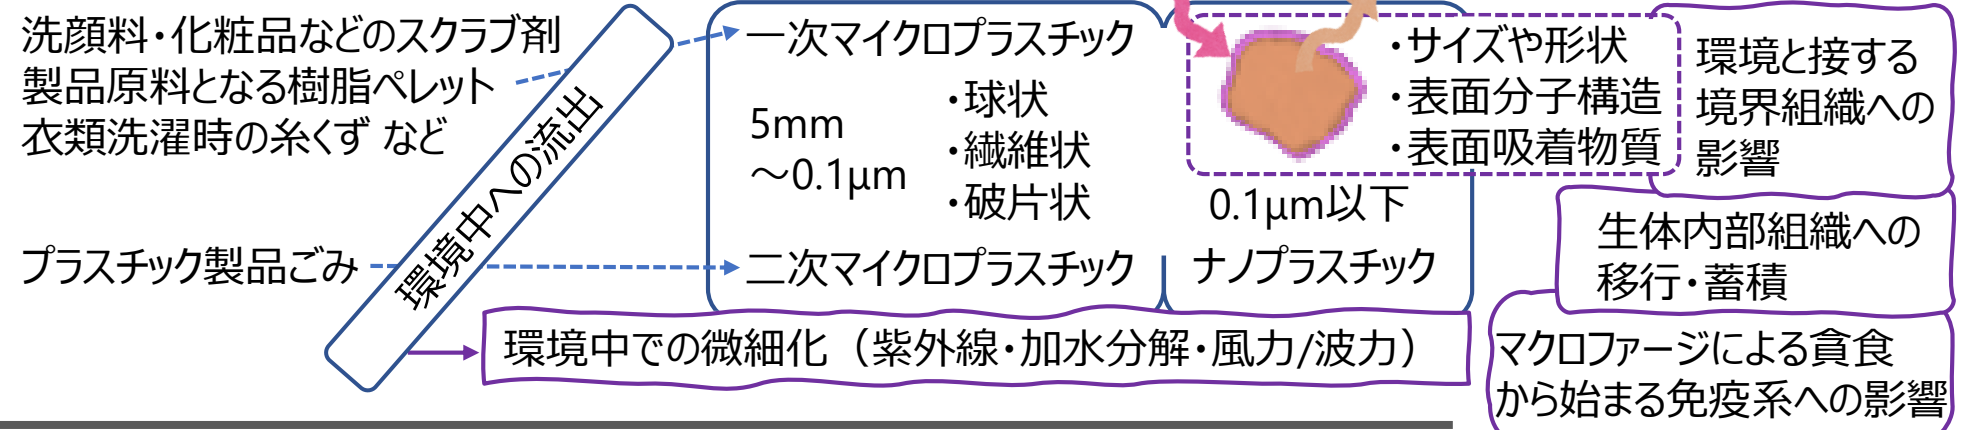 洗顔料・化粧品などのスクラブ剤
製品原料となる樹脂ペレット
衣類洗濯時の糸くず など
プラスチック製品ごみ
環境中への流出
一次マイクロプラスチック
5mm
～0.1μm
・球状
・繊維状
・破片状
二次マイクロプラスチック
・サイズや形状
・表面分子構造
・表面吸着物質
0.1μm以下
ナノプラスチック
環境中での微細化（紫外線・加水分解・風力/波力）
環境と接する
境界組織への
影響
生体内部組織への
移行・蓄積
マクロファージによる貪食
から始まる免疫系への影響